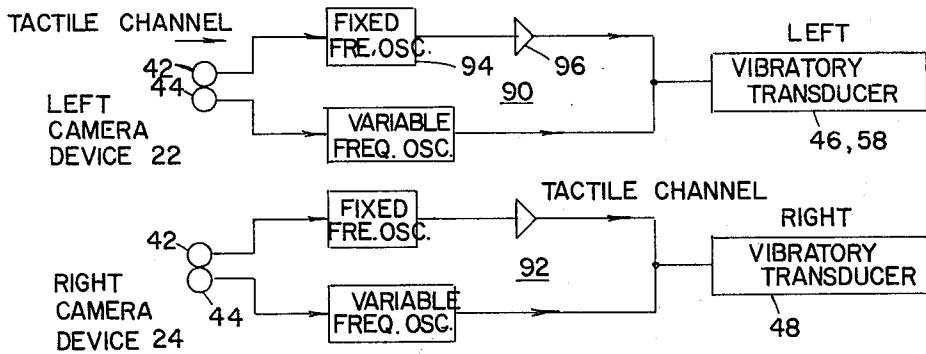 TACTILE CHANNEL
42
44
LEFT
CAMERA
DEVICE 22
FIXED
FRE. OSC.
94
96
90
VARIABLE
FREQ. OSC.
LEFT
VIBRATORY
TRANSDUCER
46,58
TACTILE CHANNEL
42
44
RIGHT
CAMERA
DEVICE 24
FIXED
FRE. OSC.
92
VARIABLE
FREQ. OSC.
RIGHT
VIBRATORY
TRANSDUCER
48